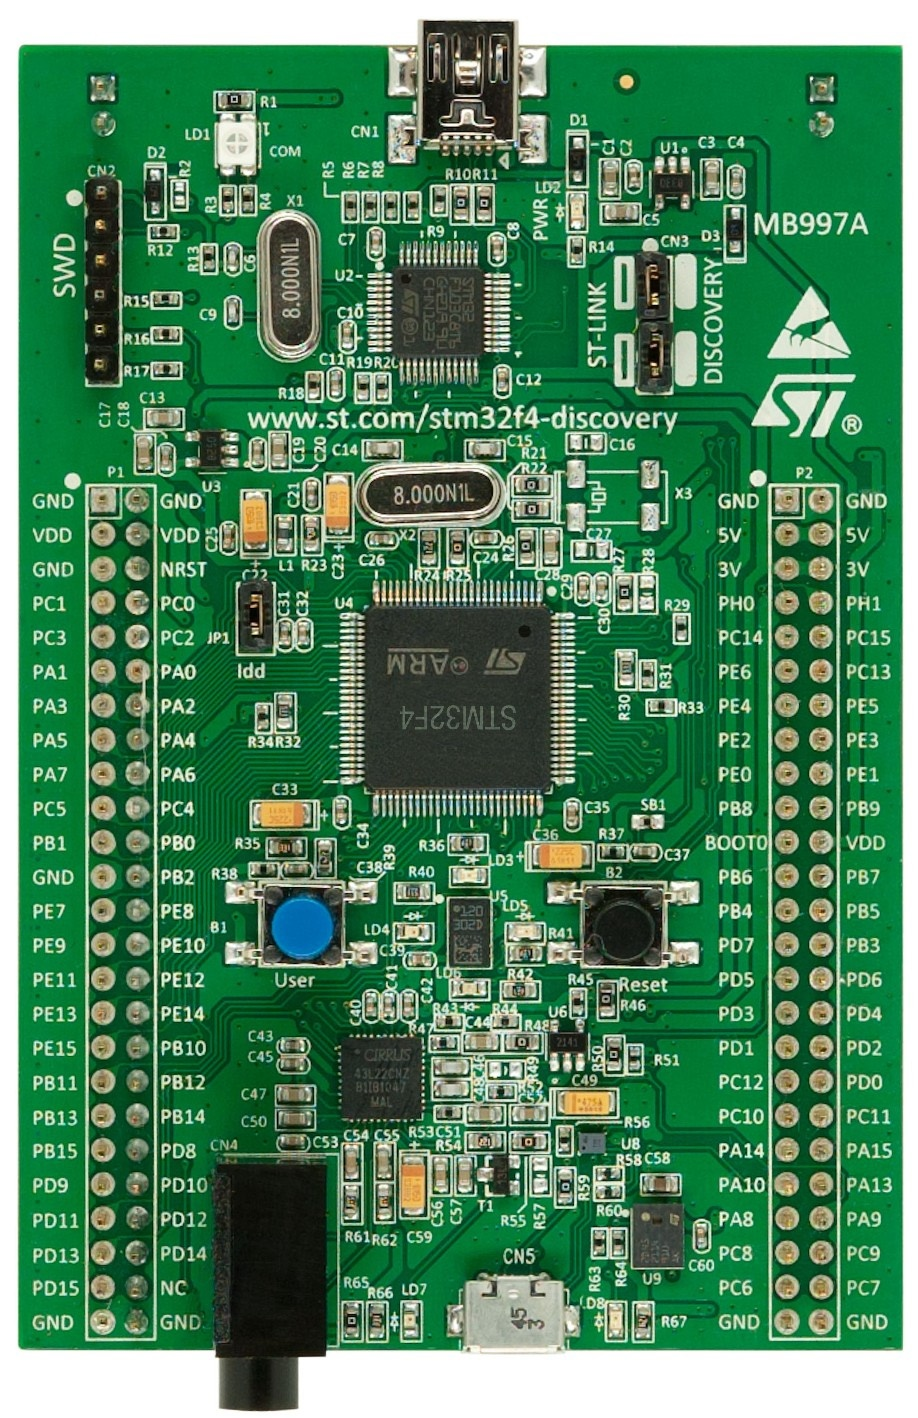 R1
LD1
COM
CN1
D1
C1
C2
U1
C3
C4
CN2
D2
R2
R5
R6
R7
R8
R10
R11
LD2
PWR
C5
R3
R4
X1
SWD
R12
R13
C6
C7
R9
C8
R14
CN3
D3
MB997A
8.000N1L
U2
ST-LINK
DISCOVERY
R15
C9
C10
R16
R17
C11
R19
R20
R18
C12
www.st.com/stm32f4-discovery
ST®
C13
C17
C18
C19
C20
C14
C15
C16
R21
R22
U3
8.000N1L
X2
X3
C21
C25
C22
L1
R23
C23
C26
R24
R25
C24
R26
C28
C27
R27
R28
P1
GND GND
VDD VDD
GND NRST
PC1 PC0
PC3 PC2
PA1 PA0
PA3 PA2
PA5 PA4
PA7 PA6
PC5 PC4
PB1 PB0
GND PB2
PE7 PE8
PE9 PE10
PE11 PE12
PE13 PE14
PE15 PB10
PB11 PB12
PB13 PB14
PB15 PD8
PD9 PD10
PD11 PD12
PD13 PD14
PD15 NC
GND GND
JP1
Idd
C31
C32
U4
C29
C30
R29
ARM
STM32F4
R30
R31
R33
R34
R32
C33
C34
C35
SB1
R35
R36
LD3
C36
R37
C37
R38
C38
R39
R40
U5
LD5
B2
B1
User
LD4
C39
R41
Reset
LD6
C40
C41
C42
R42
R45
R46
R43
C44
R44
U6
R47
R48
2141
C43
C45
CIRRUS
43L22CNZ
B1IB1047
MAL
C46
C48
R49
R50
R51
C47
C50
C49
C53
C54
C55
R53
C51
R54
R56
U8
R58
C58
CN4
C56
C57
C59
T1
R55
R57
R59
R60
R61
R62
R63
R64
U9
C60
CN5
R65
R66
LD7
LD8
R67
45
3
P2
GND GND
5V 5V
3V 3V
PH0 PH1
PC14 PC15
PE6 PC13
PE4 PE5
PE2 PE3
PE0 PE1
PB8 PB9
BOOT0 VDD
PB6 PB7
PB4 PB5
PD7 PB3
PD5 PD6
PD3 PD4
PD1 PD2
PC12 PD0
PC10 PC11
PA14 PA15
PA10 PA13
PA8 PA9
PC8 PC9
PC6 PC7
GND GND